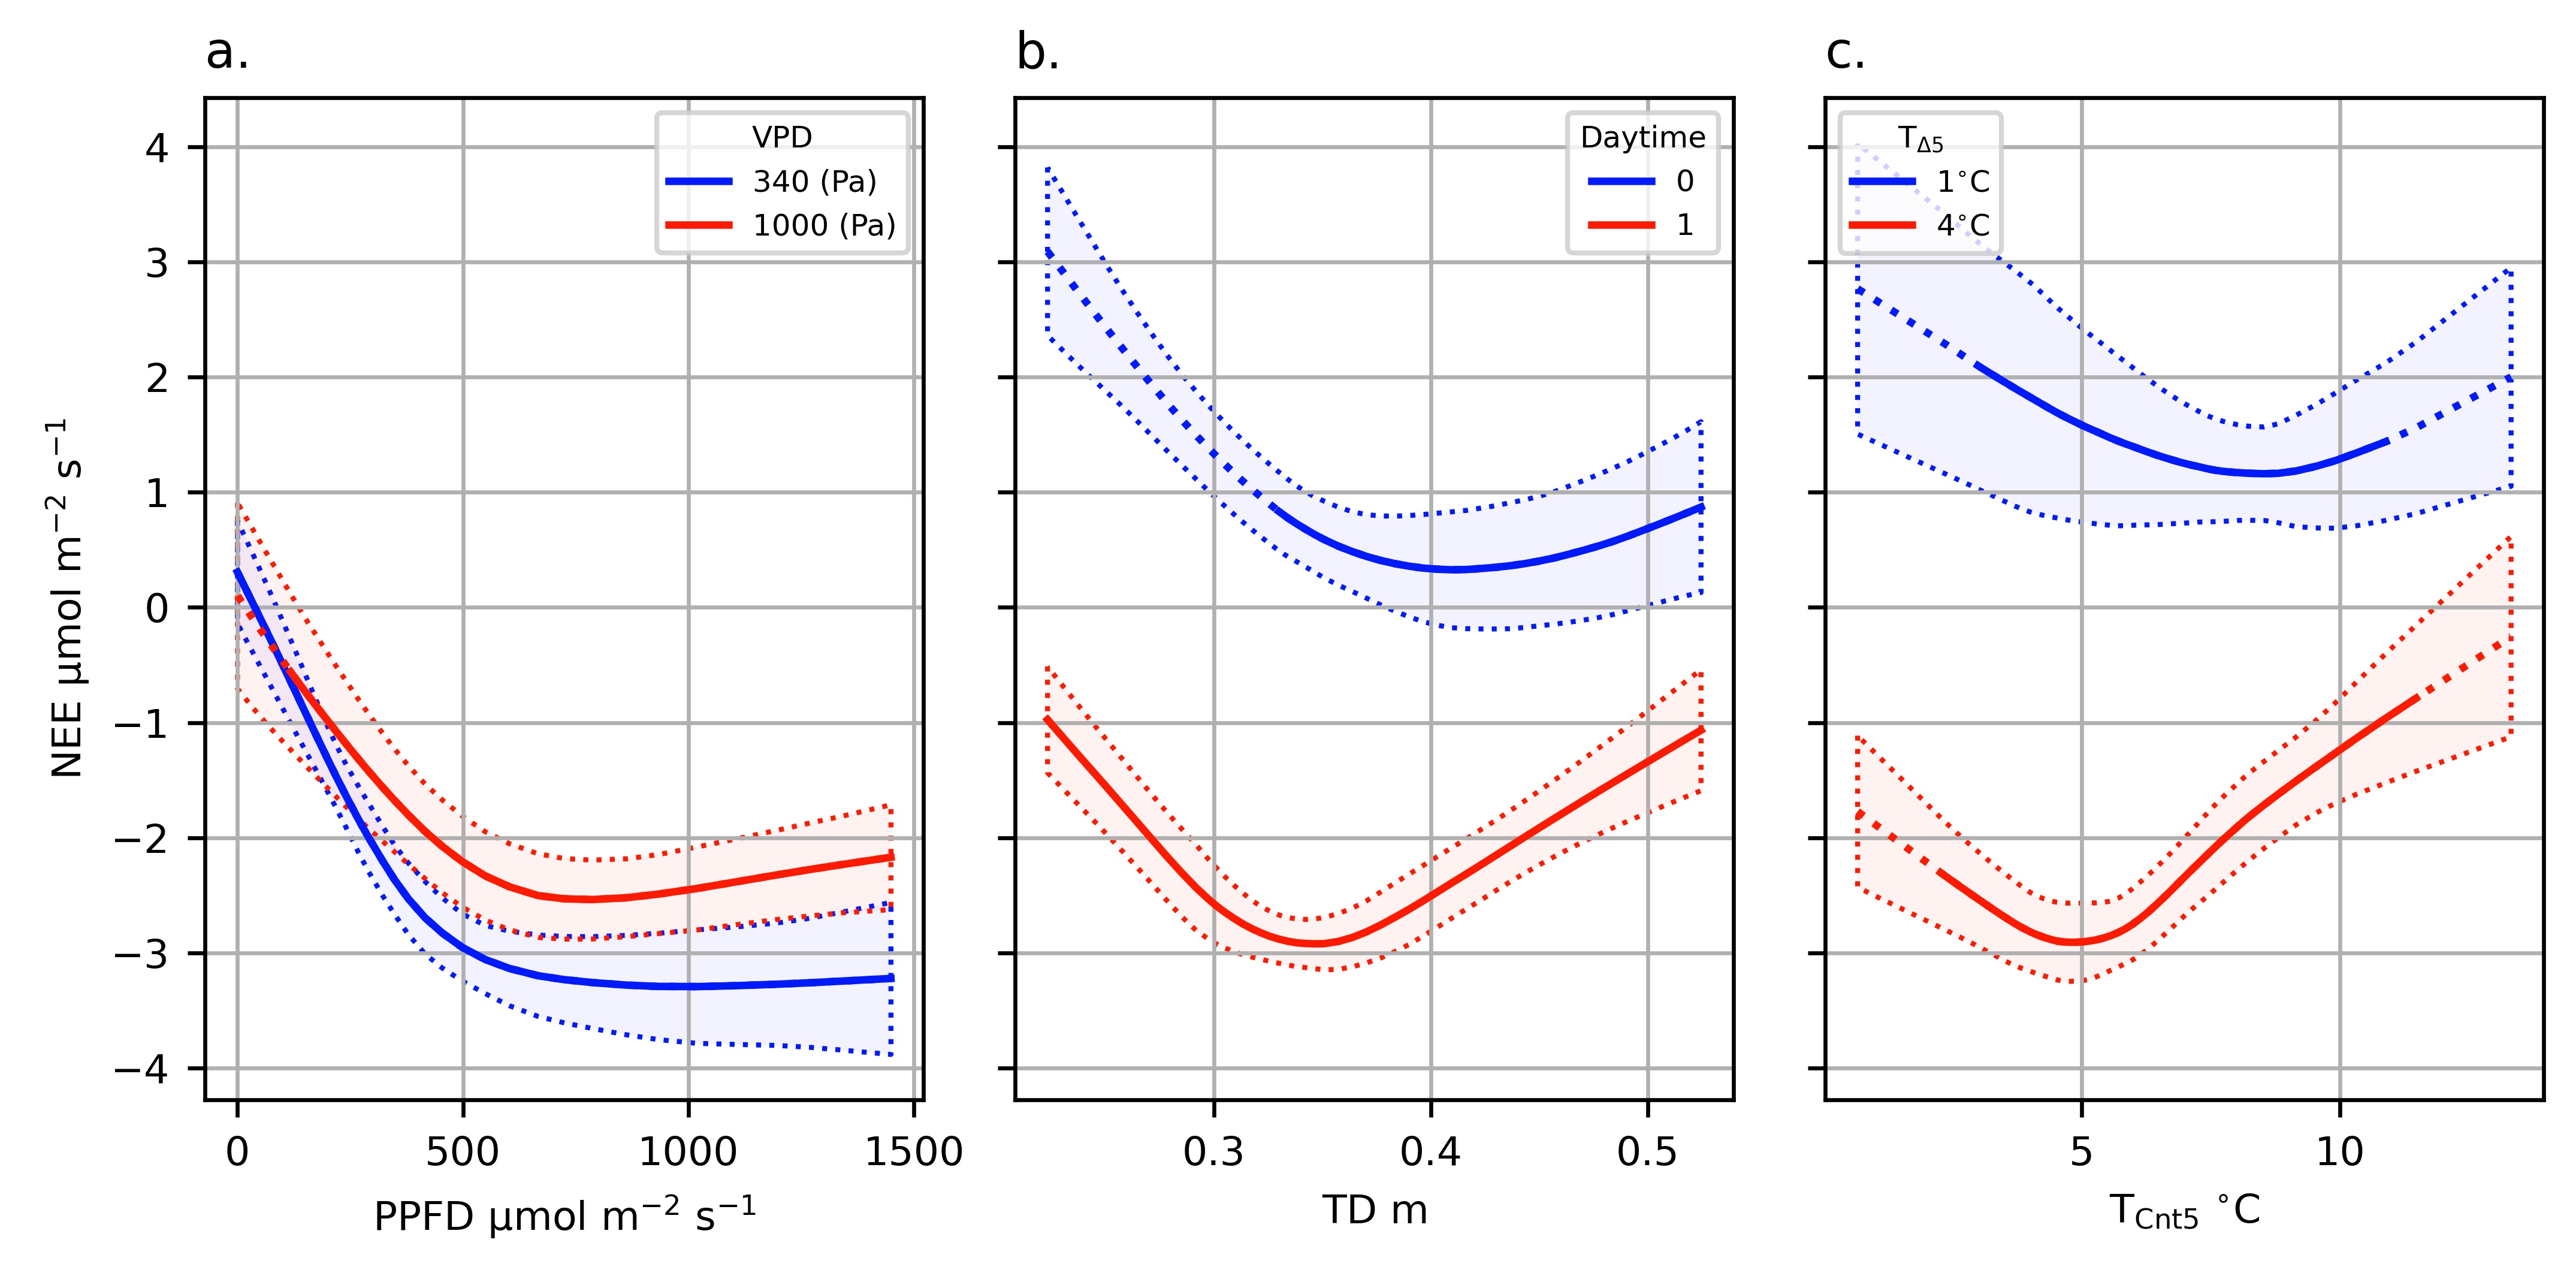 a.
b.
c.
VPD
340 (Pa)
1000 (Pa)
Daytime
0
1
T_Δ5
1°C
4°C
4
3
2
1
0
−1
−2
−3
−4
NEE µmol m⁻² s⁻¹
0 500 1000 1500
PPFD µmol m⁻² s⁻¹
0.3 0.4 0.5
TD m
5 10
T_Cnt5 °C